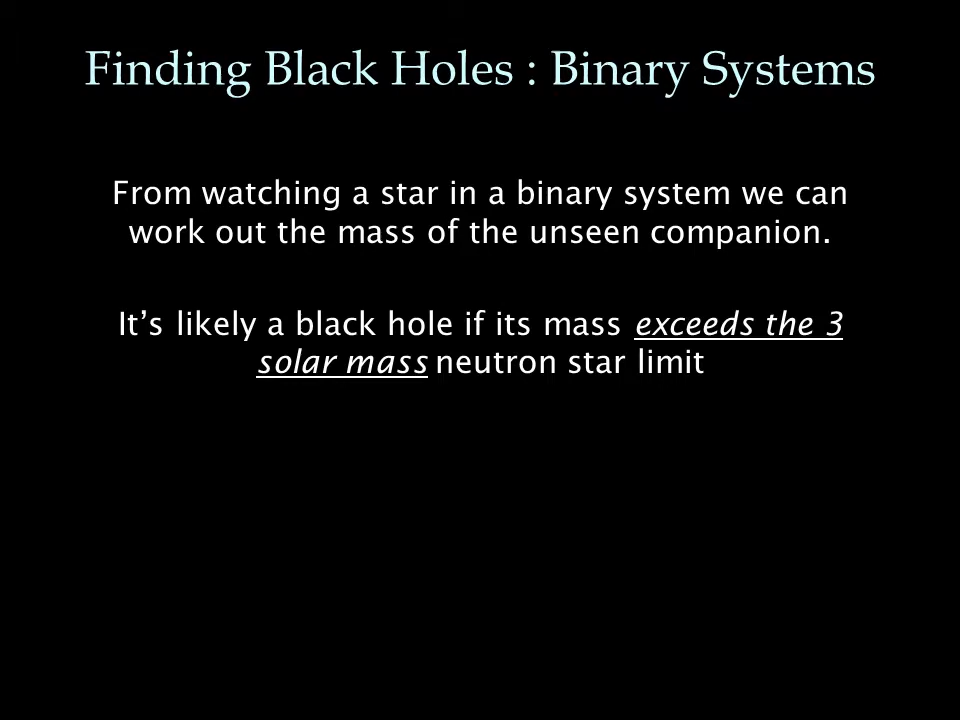 Finding Black Holes : Binary Systems
From watching a star in a binary system we can
work out the mass of the unseen companion.
It’s likely a black hole if its mass exceeds the 3
solar mass neutron star limit